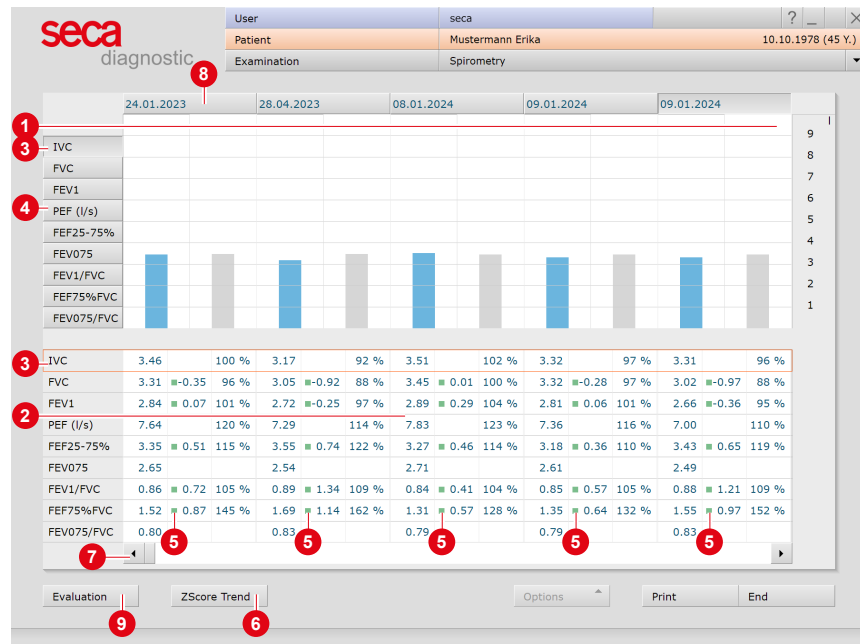 User seca ? _ X
seca
Patient Mustermann Erika 10.10.1978 (45 Y.)
diagnostic
Examination Spirometry
8
24.01.2023 28.04.2023 08.01.2024 09.01.2024 09.01.2024
1
9
3 IVC
8
FVC
7
FEV1
6
4 PEF (l/s)
5
FEF25-75%
4
FEV075
3
FEV1/FVC
2
FEF75%FVC
1
FEV075/FVC
3 IVC 3.46 100 % 3.17 92 % 3.51 102 % 3.32 97 % 3.31 96 %
FVC 3.31 -0.35 96 % 3.05 -0.92 88 % 3.45 0.01 100 % 3.32 -0.28 97 % 3.02 -0.97 88 %
FEV1 2.84 0.07 101 % 2.72 -0.25 97 % 2.89 0.29 104 % 2.81 0.06 101 % 2.66 -0.36 95 %
2
PEF (l/s) 7.64 120 % 7.29 114 % 7.83 123 % 7.36 116 % 7.00 110 %
FEF25-75% 3.35 0.51 115 % 3.55 0.74 122 % 3.27 0.46 114 % 3.18 0.36 110 % 3.43 0.65 119 %
FEV075 2.65 2.54 2.71 2.61 2.49
FEV1/FVC 0.86 0.72 105 % 0.89 1.34 109 % 0.84 0.41 104 % 0.85 0.57 105 % 0.88 1.21 109 %
FEF75%FVC 1.52 0.87 145 % 1.69 1.14 162 % 1.31 0.57 128 % 1.35 0.64 132 % 1.55 0.97 152 %
FEV075/FVC 0.80 0.83 0.79 0.79 0.83
5 5 5 5 5
7
Evaluation ZScore Trend Options Print End
9 6